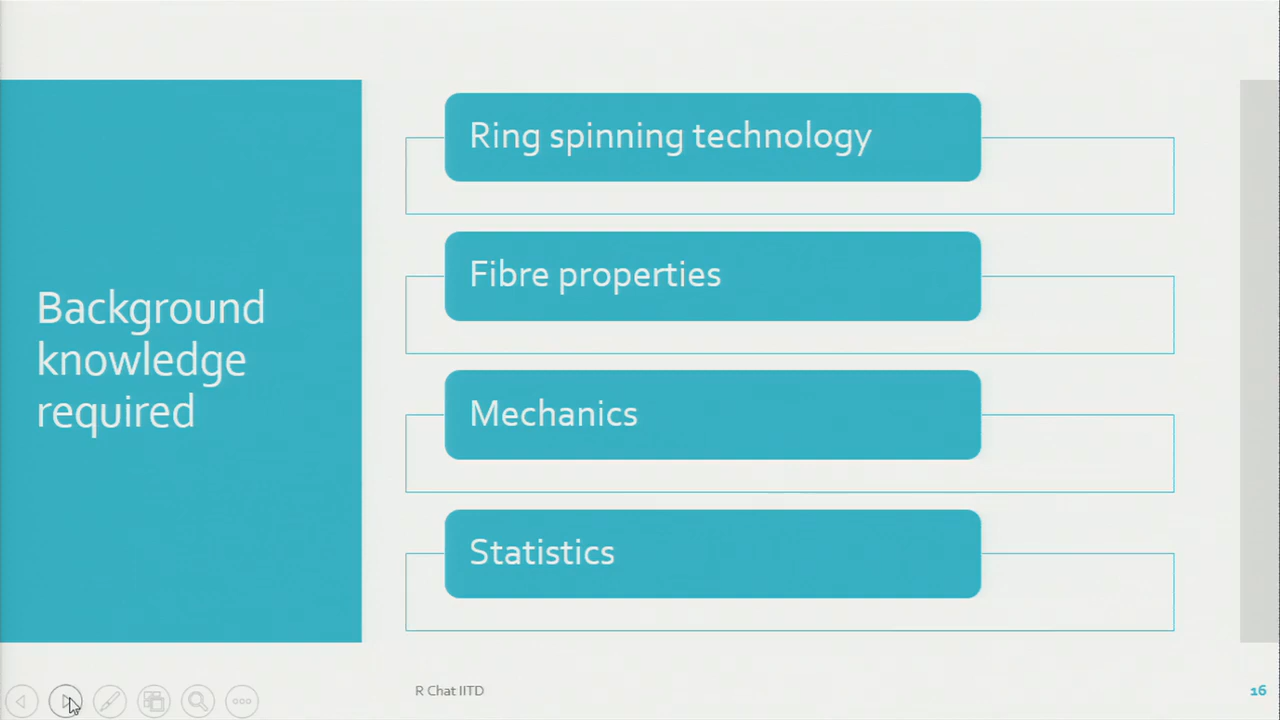 Background
knowledge
required
Ring spinning technology
Fibre properties
Mechanics
Statistics
R Chat IITD
16